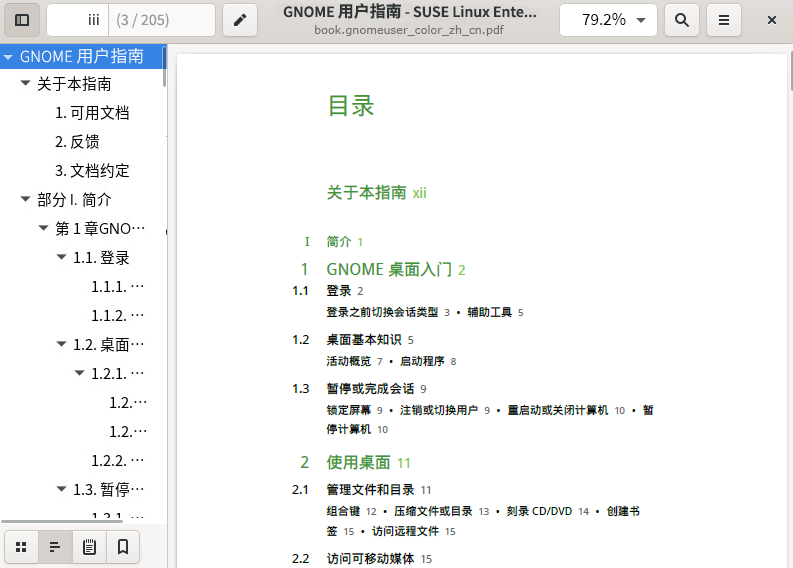 iii
(3 / 205)
GNOME 用户指南 - SUSE Linux Ente...
book.gnomeuser_color_zh_cn.pdf
79.2%
GNOME 用户指南
关于本指南
1. 可用文档
2. 反馈
3. 文档约定
部分 I. 简介
第 1 章GNO…
1.1. 登录
1.1.1. …
1.1.2. …
1.2. 桌面…
1.2.1. …
1.2.…
1.2.…
1.2.2. …
1.3. 暂停…
1.3.1. …
目录
关于本指南 xii
I 简介 1
1 GNOME 桌面入门 2
1.1 登录 2
登录之前切换会话类型 3 • 辅助工具 5
1.2 桌面基本知识 5
活动概览 7 • 启动程序 8
1.3 暂停或完成会话 9
锁定屏幕 9 • 注销或切换用户 9 • 重启动或关闭计算机 10 • 暂
停计算机 10
2 使用桌面 11
2.1 管理文件和目录 11
组合键 12 • 压缩文件或目录 13 • 刻录 CD/DVD 14 • 创建书
签 15 • 访问远程文件 15
2.2 访问可移动媒体 15